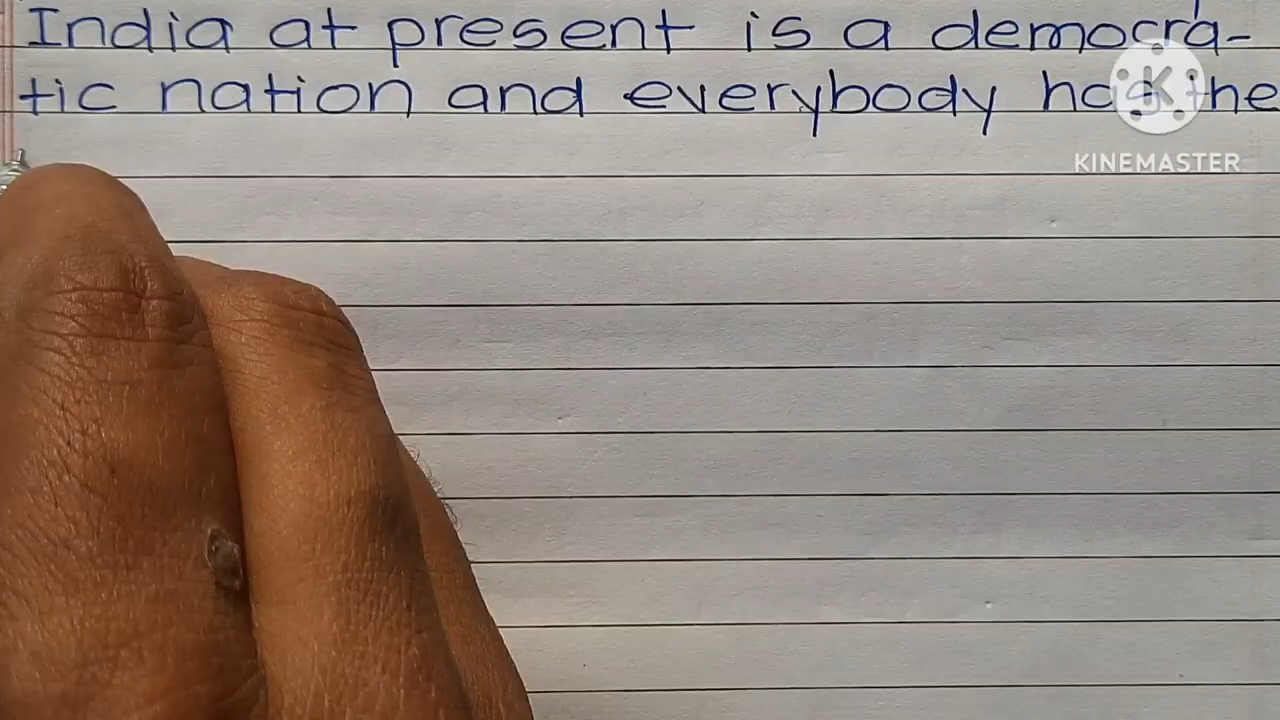 India at present is a democra-
tic nation and everybody has the
K
KINEMASTER